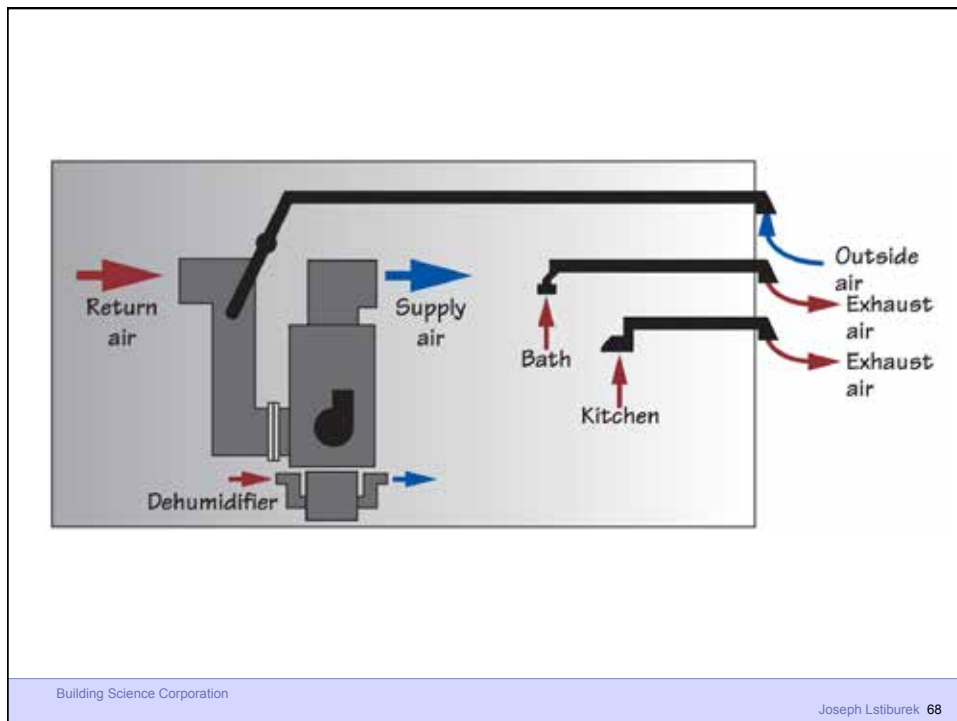 Return
air
Supply
air
Dehumidifier
Bath
Kitchen
Outside
air
Exhaust
air
Exhaust
air
Building Science Corporation
Joseph Lstiburek 68